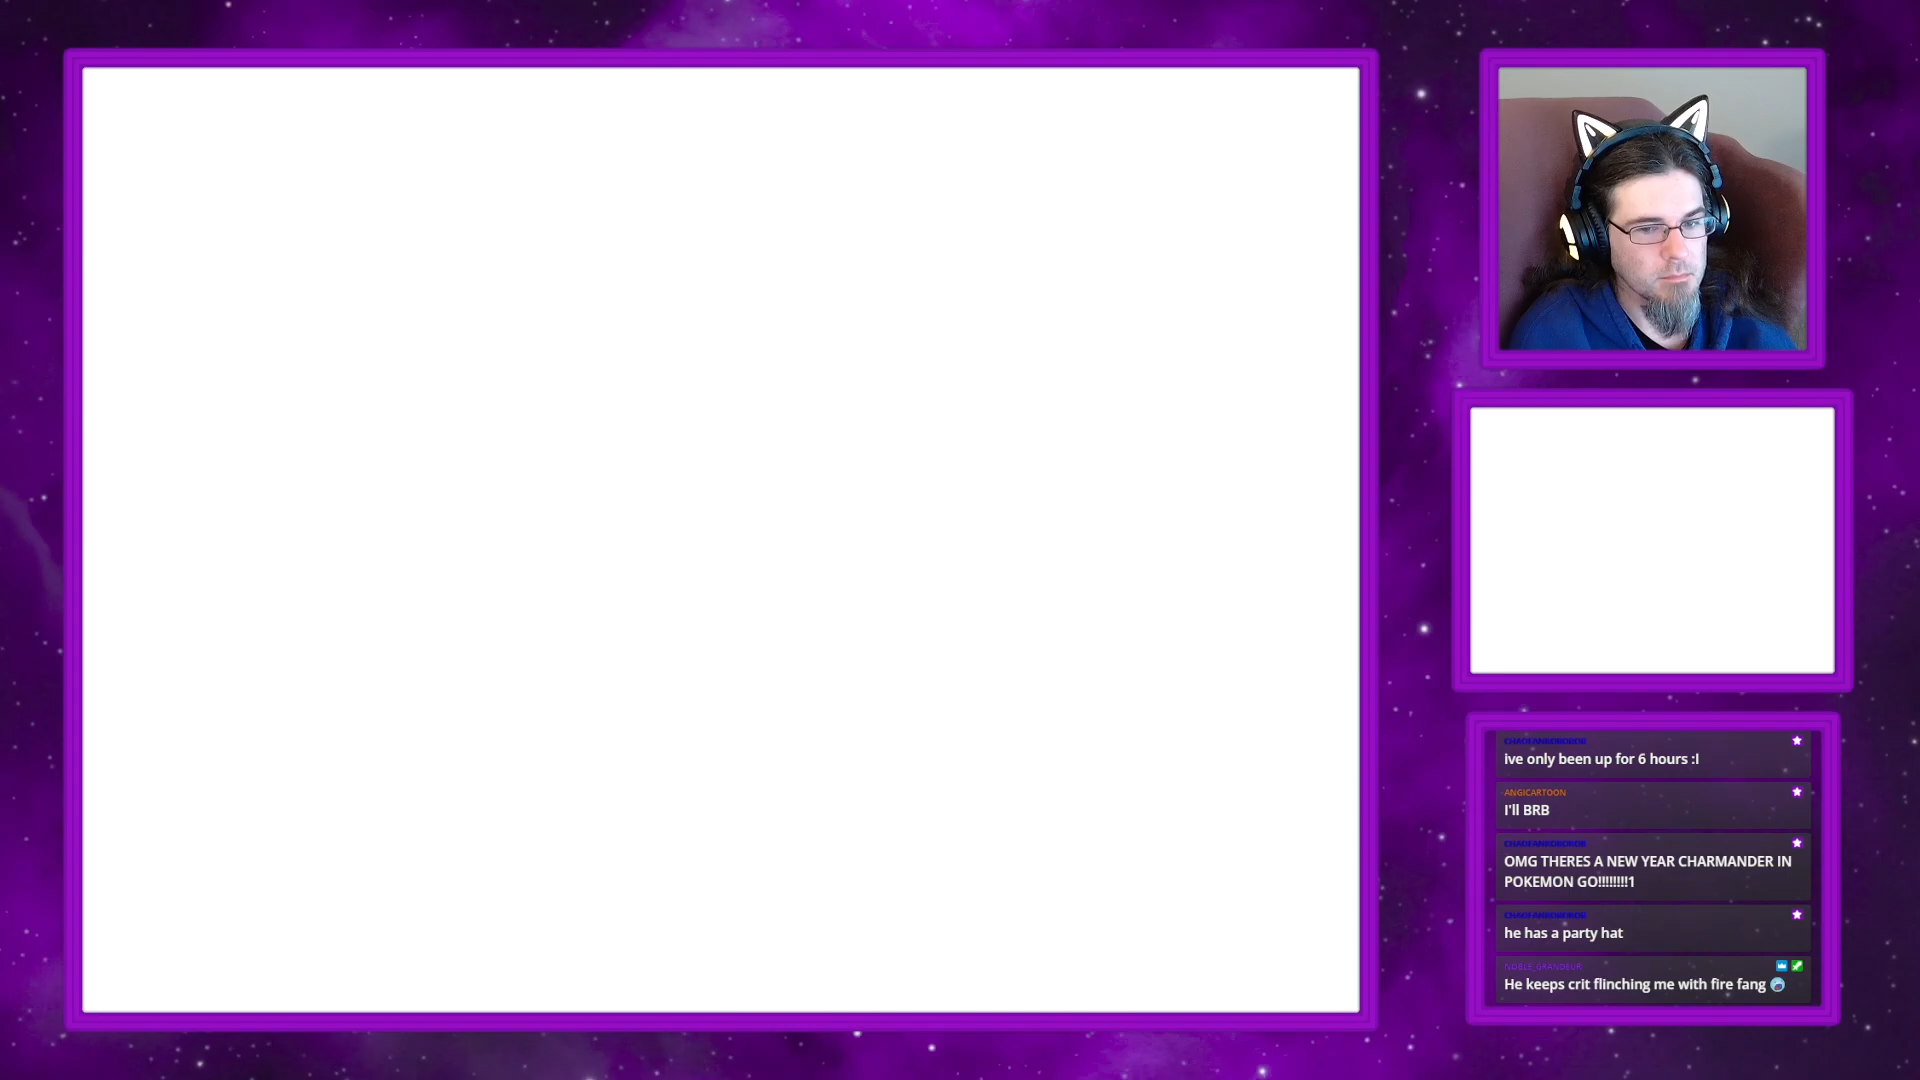 ive only been up for 6 hours :l
ANGICARTOON
I'll BRB
OMG THERES A NEW YEAR CHARMANDER IN
POKEMON GO!!!!!!!!1
he has a party hat
NOBLE_GRANDEUR
He keeps crit flinching me with fire fang